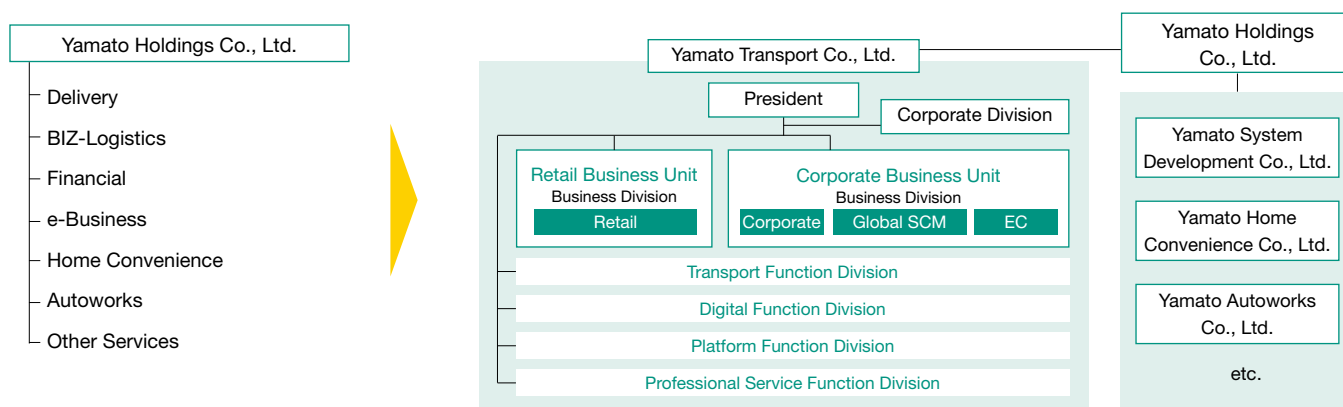 Yamato Holdings Co., Ltd.
Delivery
BIZ-Logistics
Financial
e-Business
Home Convenience
Autoworks
Other Services
Yamato Transport Co., Ltd.
President
Corporate Division
Retail Business Unit
Business Division
Retail
Corporate Business Unit
Business Division
Corporate
Global SCM
EC
Transport Function Division
Digital Function Division
Platform Function Division
Professional Service Function Division
Yamato Holdings
Co., Ltd.
Yamato System
Development Co., Ltd.
Yamato Home
Convenience Co., Ltd.
Yamato Autoworks
Co., Ltd.
etc.